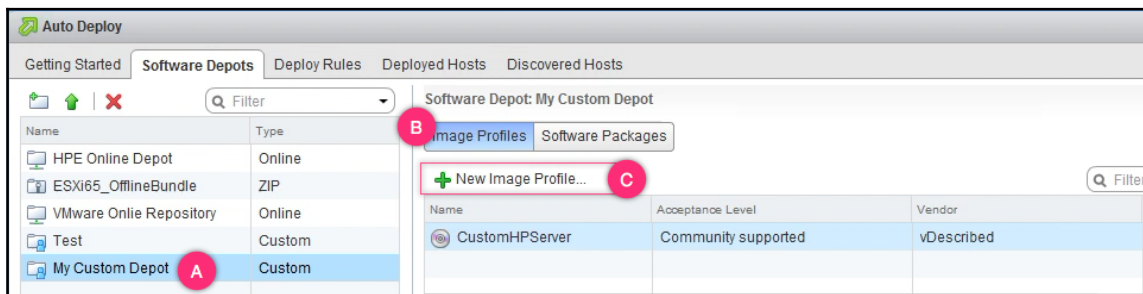 Auto Deploy
Getting Started Software Depots Deploy Rules Deployed Hosts Discovered Hosts
Filter
Name Type
HPE Online Depot Online
ESXi65_OfflineBundle ZIP
VMware Onlie Repository Online
Test Custom
My Custom Depot A Custom
Software Depot: My Custom Depot
B Image Profiles Software Packages
New Image Profile... C Filter
Name Acceptance Level Vendor
CustomHPServer Community supported vDescribed